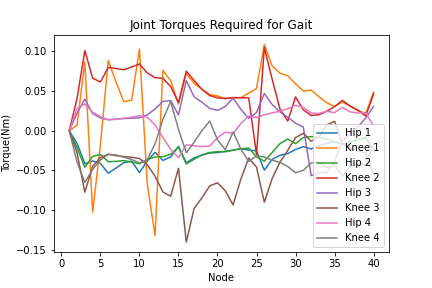 Joint Torques Required for Gait
Torque(Nm)
0.10
0.05
0.00
−0.05
−0.10
−0.15
0
5
10
15
20
25
30
35
40
Node
Hip 1
Knee 1
Hip 2
Knee 2
Hip 3
Knee 3
Hip 4
Knee 4